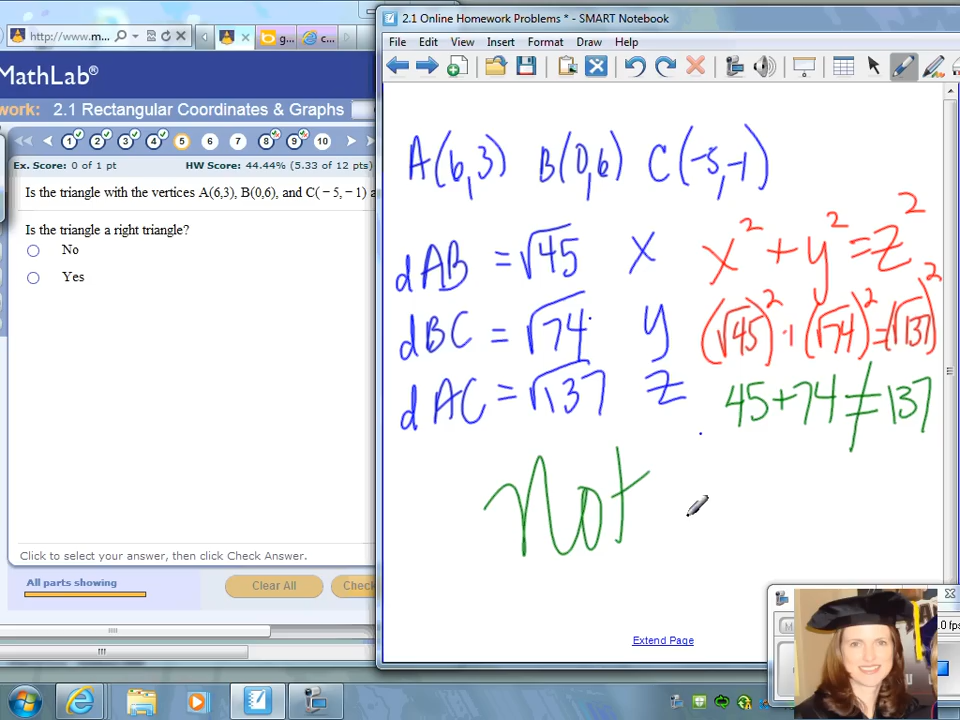 2.1 Online Homework Problems * - SMART Notebook
http://www.m...
g...
c...
File Edit View Insert Format Draw Help
MathLab®
work: 2.1 Rectangular Coordinates & Graphs
1 2 3 4 5 6 7 8 9 10
Ex. Score: 0 of 1 pt HW Score: 44.44% (5.33 of 12 pts)
Is the triangle with the vertices A(6,3), B(0,6), and C(−5,−1) a
Is the triangle a right triangle?
No
Yes
Click to select your answer, then click Check Answer.
All parts showing
Clear All
Check
A(6,3) B(0,6) C(-5,-1)
dAB = √45 x x² + y² = z²
dBC = √74 y (√45)² + (√74)² = (√137)²
dAC = √137 z 45+74 ≠ 137
Not
Extend Page
.0 fps